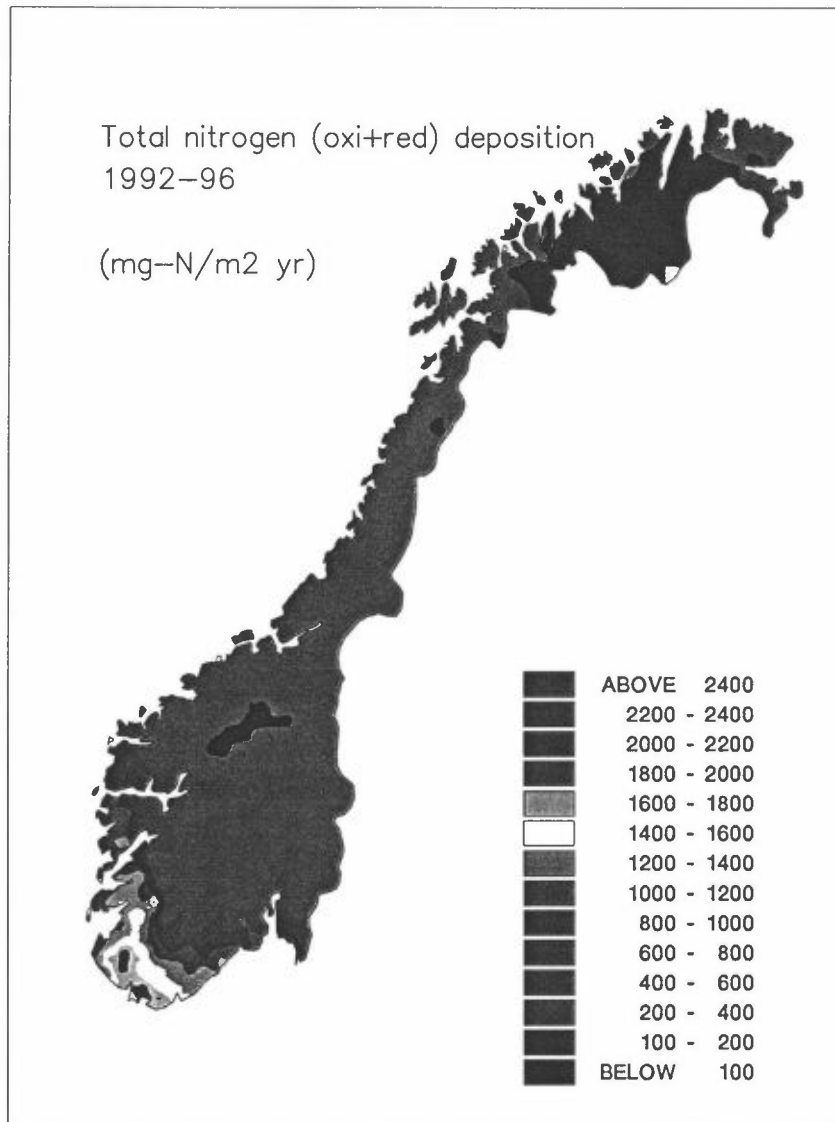 Total nitrogen (oxi+red) deposition
1992-96
(mg-N/m2 yr)
ABOVE 2400
2200 - 2400
2000 - 2200
1800 - 2000
1600 - 1800
1400 - 1600
1200 - 1400
1000 - 1200
800 - 1000
600 - 800
400 - 600
200 - 400
100 - 200
BELOW 100